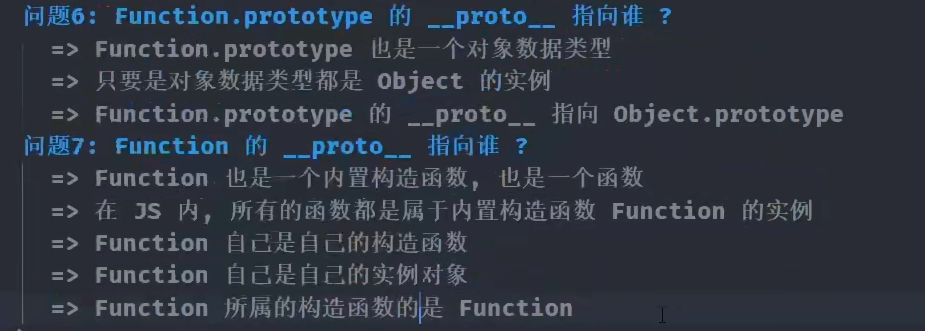 问题6: Function.prototype 的 __proto__ 指向谁 ?
=> Function.prototype 也是一个对象数据类型
=> 只要是对象数据类型都是 Object 的实例
=> Function.prototype 的 __proto__ 指向 Object.prototype
问题7: Function 的 __proto__ 指向谁 ?
=> Function 也是一个内置构造函数, 也是一个函数
=> 在 JS 内, 所有的函数都是属于内置构造函数 Function 的实例
=> Function 自己是自己的构造函数
=> Function 自己是自己的实例对象
=> Function 所属的构造函数的是 Function